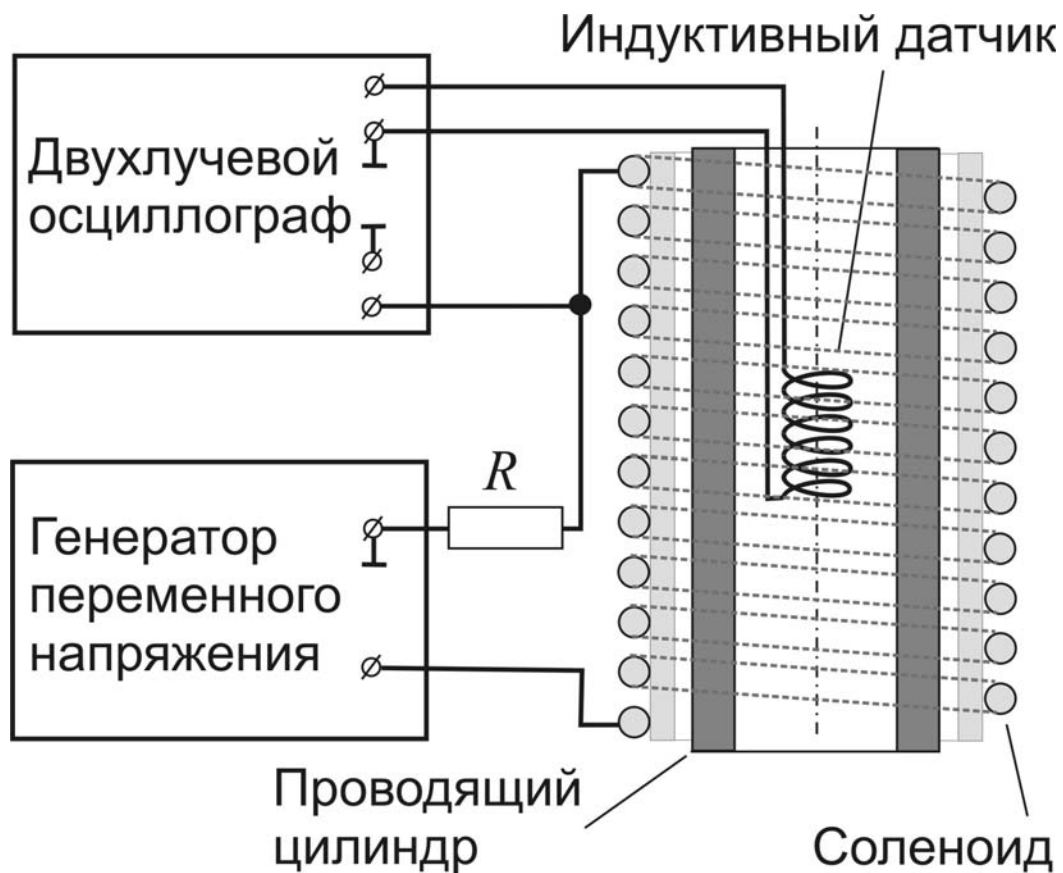 Индуктивный датчик
Двухлучевой
осциллограф
R
Генератор
переменного
напряжения
Проводящий
цилиндр
Соленоид